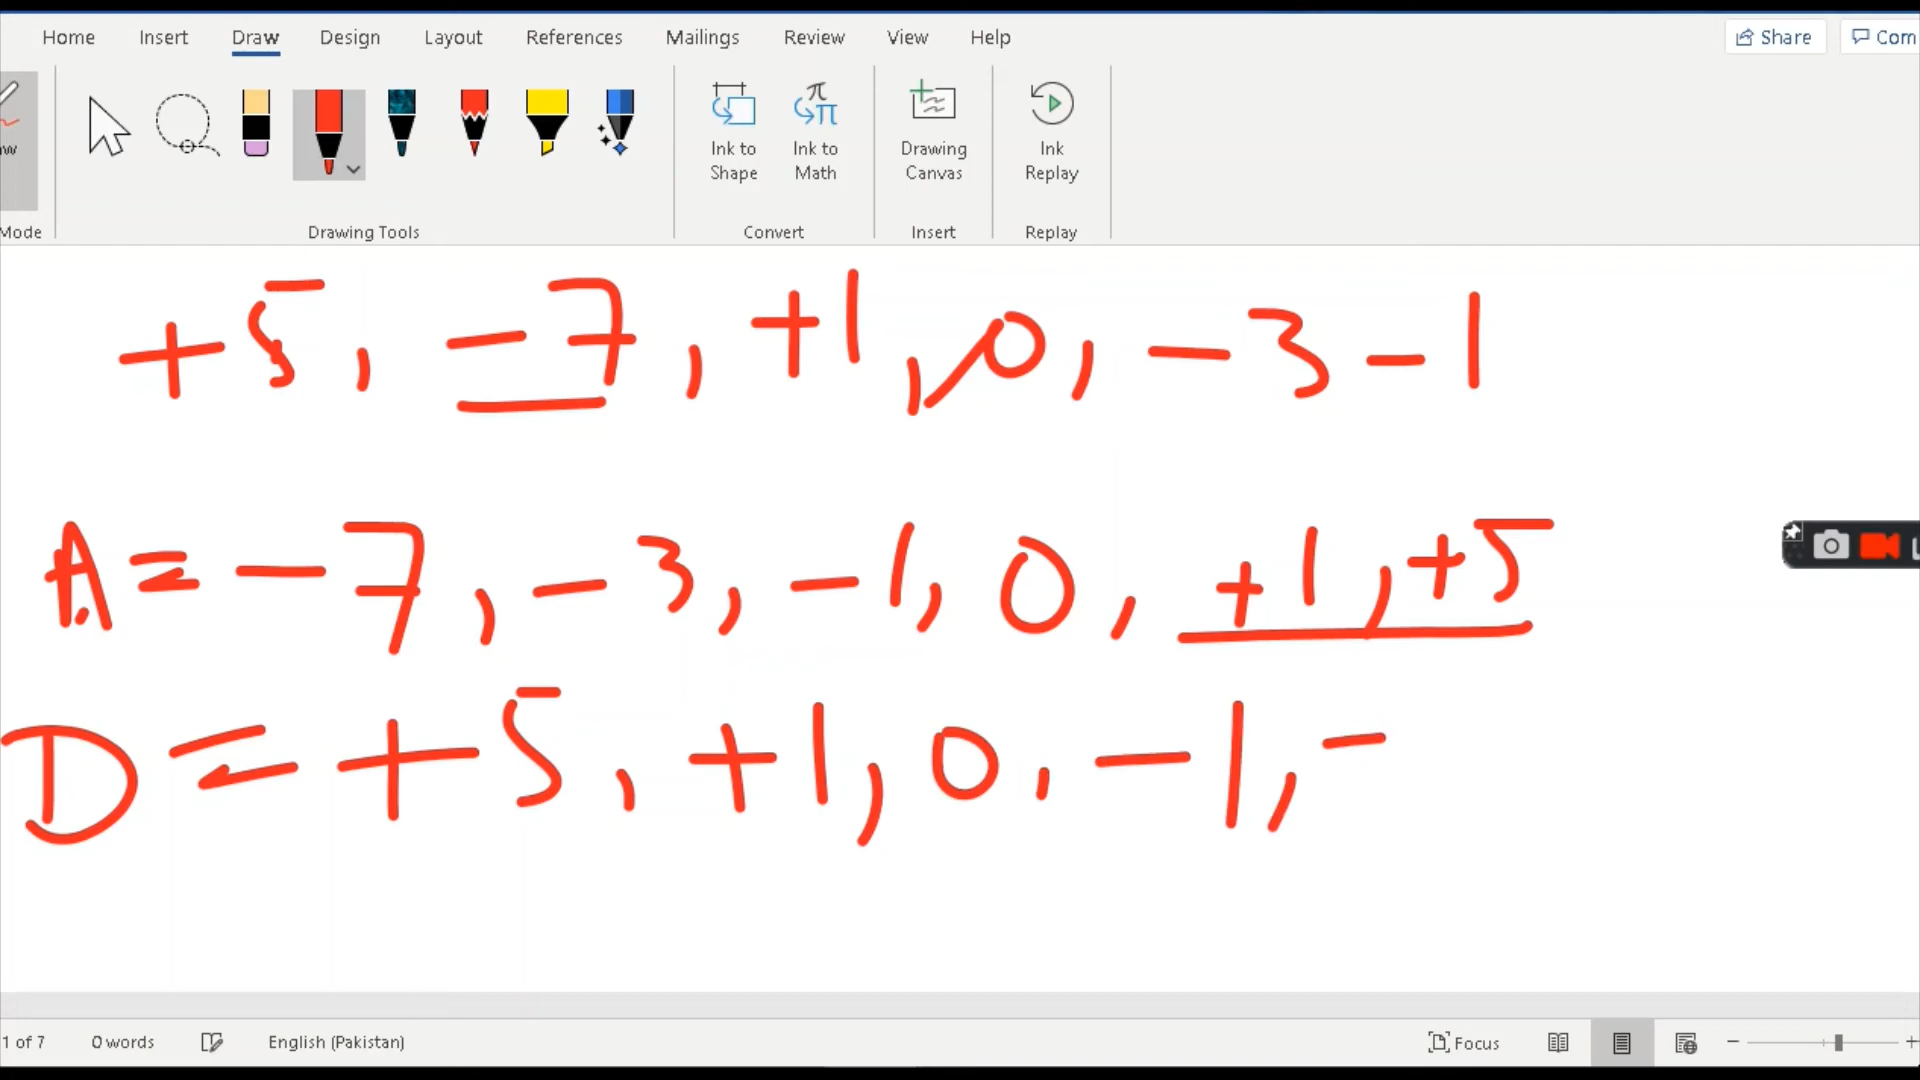 Home Insert Draw Design Layout References Mailings Review View Help Share Com
Ink to Shape
Ink to Math
Drawing Canvas
Ink Replay
Mode Drawing Tools Convert Insert Replay
+5, -7, +1, 0, -3 -1
A = -7, -3, -1, 0, +1, +5
D = +5, +1, 0, -1, -
1 of 7 0 words English (Pakistan) Focus